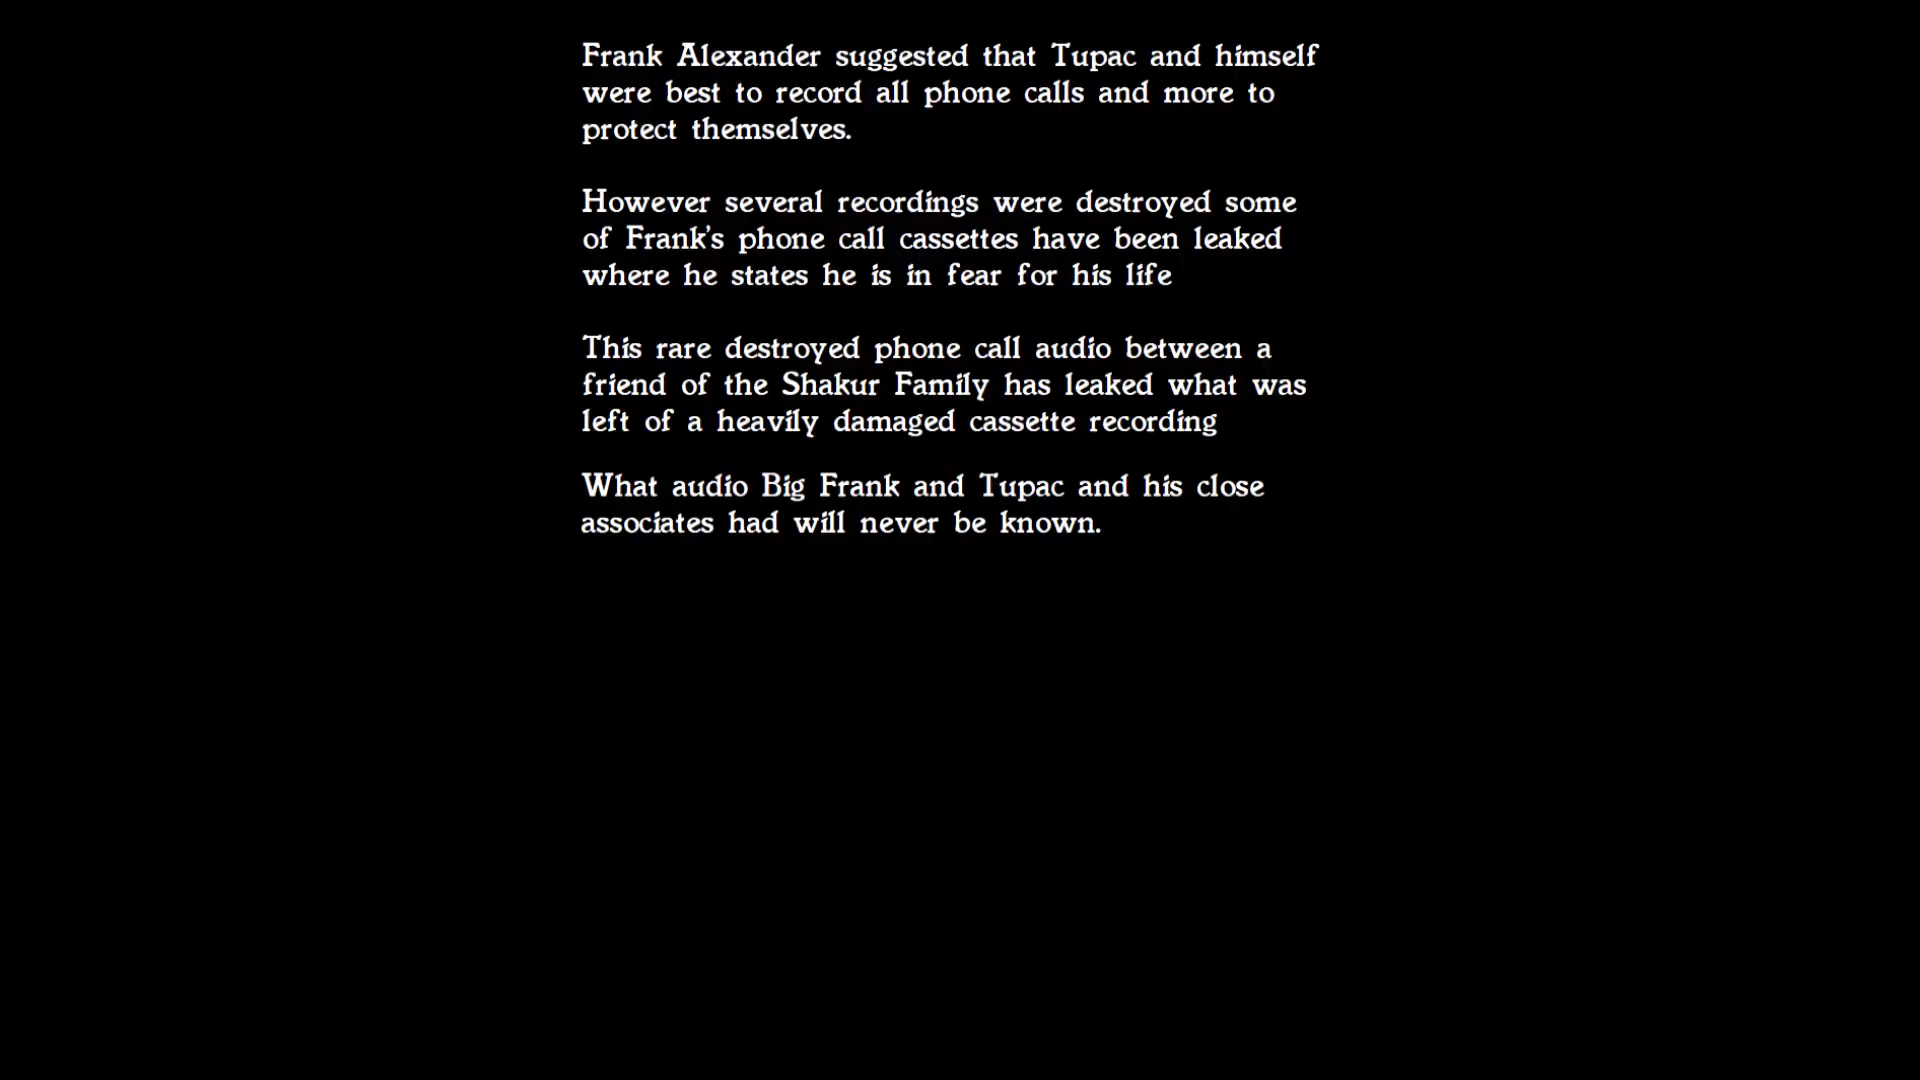 Frank Alexander suggested that Tupac and himself
were best to record all phone calls and more to
protect themselves.
However several recordings were destroyed some
of Frank's phone call cassettes have been leaked
where he states he is in fear for his life
This rare destroyed phone call audio between a
friend of the Shakur Family has leaked what was
left of a heavily damaged cassette recording
What audio Big Frank and Tupac and his close
associates had will never be known.